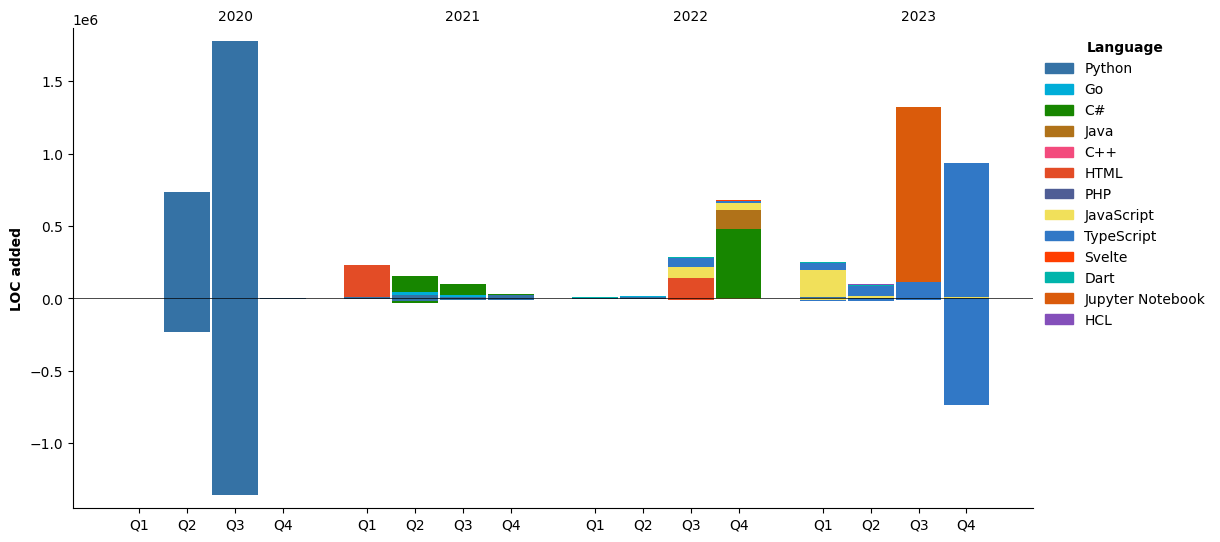 1e6
2020 2021 2022 2023
1.5
1.0
0.5
0.0
−0.5
−1.0
LOC added
Q1 Q2 Q3 Q4 Q1 Q2 Q3 Q4 Q1 Q2 Q3 Q4 Q1 Q2 Q3 Q4
Language
Python
Go
C#
Java
C++
HTML
PHP
JavaScript
TypeScript
Svelte
Dart
Jupyter Notebook
HCL